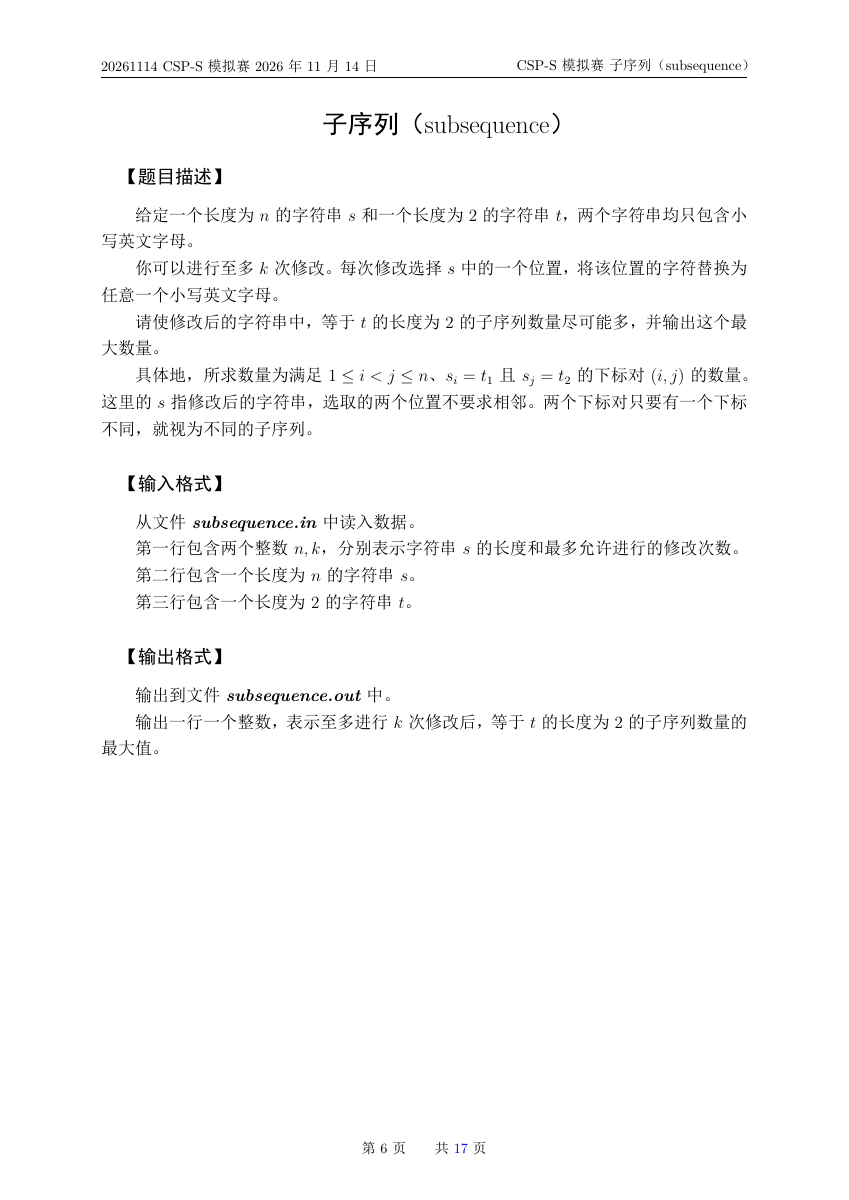 20261114 CSP-S 模拟赛 2026 年 11 月 14 日 CSP-S 模拟赛 子序列（subsequence）
子序列（subsequence）
【题目描述】
给定一个长度为 n 的字符串 s 和一个长度为 2 的字符串 t，两个字符串均只包含小
写英文字母。
你可以进行至多 k 次修改。每次修改选择 s 中的一个位置，将该位置的字符替换为
任意一个小写英文字母。
请使修改后的字符串中，等于 t 的长度为 2 的子序列数量尽可能多，并输出这个最
大数量。
具体地，所求数量为满足 1 ≤ i < j ≤ n、s_i = t_1 且 s_j = t_2 的下标对 (i, j) 的数量。
这里的 s 指修改后的字符串，选取的两个位置不要求相邻。两个下标对只要有一个下标
不同，就视为不同的子序列。
【输入格式】
从文件 subsequence.in 中读入数据。
第一行包含两个整数 n, k，分别表示字符串 s 的长度和最多允许进行的修改次数。
第二行包含一个长度为 n 的字符串 s。
第三行包含一个长度为 2 的字符串 t。
【输出格式】
输出到文件 subsequence.out 中。
输出一行一个整数，表示至多进行 k 次修改后，等于 t 的长度为 2 的子序列数量的
最大值。
第 6 页 共 17 页